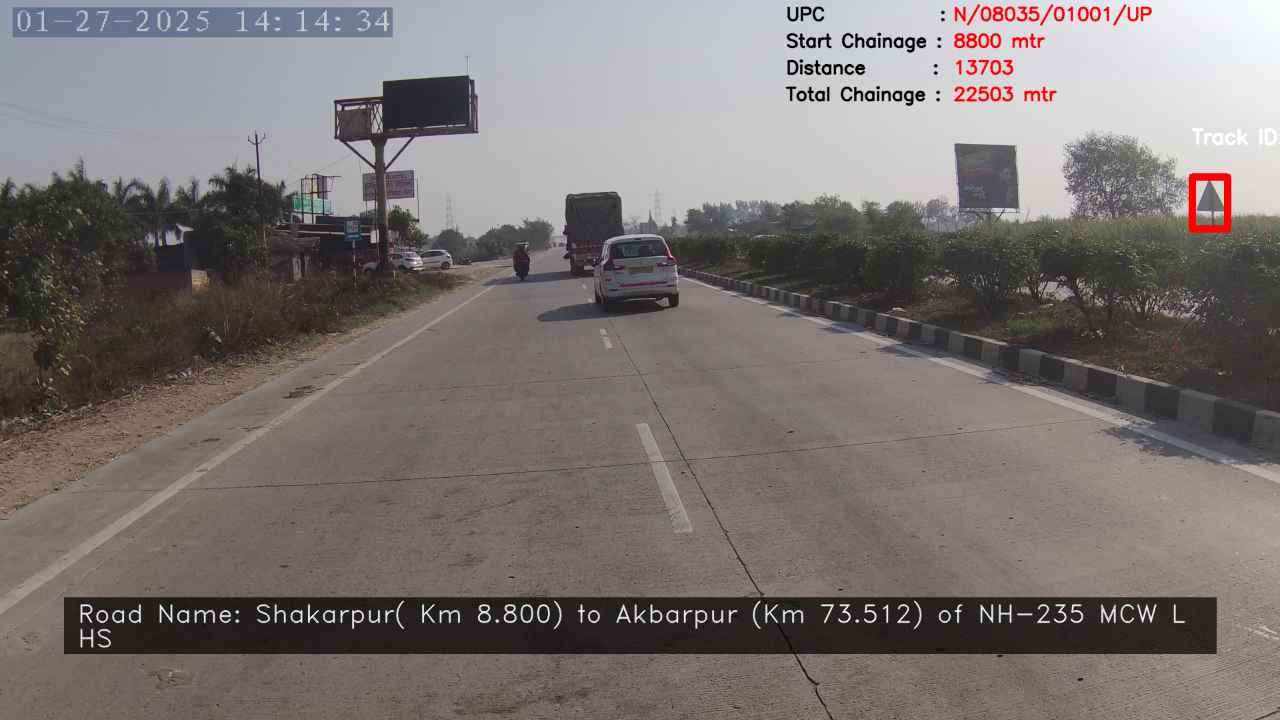 01-27-2025 14:14:34
UPC : N/08035/01001/UP
Start Chainage : 8800 mtr
Distance : 13703
Total Chainage : 22503 mtr
Track ID
Road Name: Shakarpur( Km 8.800) to Akbarpur (Km 73.512) of NH-235 MCW L
HS